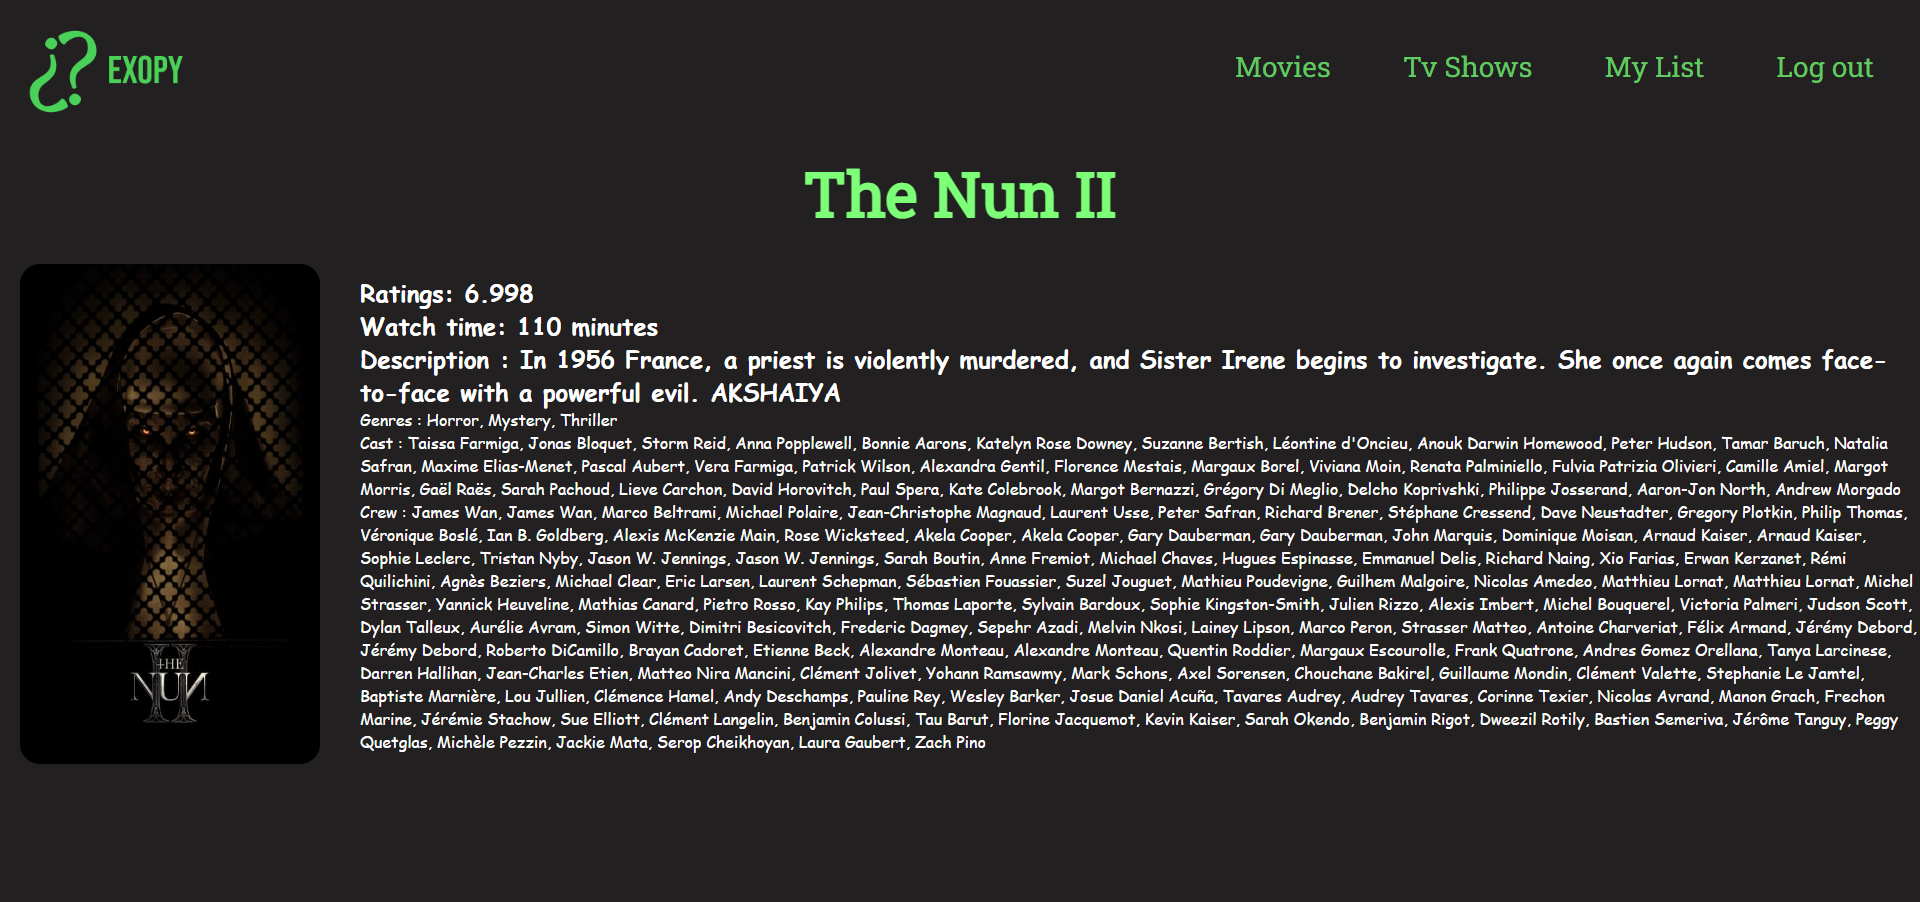 EXOPY
Movies
Tv Shows
My List
Log out
The Nun II
Ratings: 6.998
Watch time: 110 minutes
Description : In 1956 France, a priest is violently murdered, and Sister Irene begins to investigate. She once again comes face-
to-face with a powerful evil. AKSHAIYA
Genres : Horror, Mystery, Thriller
Cast : Taissa Farmiga, Jonas Bloquet, Storm Reid, Anna Popplewell, Bonnie Aarons, Katelyn Rose Downey, Suzanne Bertish, Léontine d'Oncieu, Anouk Darwin Homewood, Peter Hudson, Tamar Baruch, Natalia
Safran, Maxime Elias-Menet, Pascal Aubert, Vera Farmiga, Patrick Wilson, Alexandra Gentil, Florence Mestais, Margaux Borel, Viviana Moin, Renata Palminiello, Fulvia Patrizia Olivieri, Camille Amiel, Margot
Morris, Gaël Raës, Sarah Pachoud, Lieve Carchon, David Horovitch, Paul Spera, Kate Colebrook, Margot Bernazzi, Grégory Di Meglio, Delcho Koprivshki, Philippe Josserand, Aaron-Jon North, Andrew Morgado
Crew : James Wan, James Wan, Marco Beltrami, Michael Polaire, Jean-Christophe Magnaud, Laurent Usse, Peter Safran, Richard Brener, Stéphane Cressend, Dave Neustadter, Gregory Plotkin, Philip Thomas,
Véronique Boslé, Ian B. Goldberg, Alexis McKenzie Main, Rose Wicksteed, Akela Cooper, Akela Cooper, Gary Dauberman, Gary Dauberman, John Marquis, Dominique Moisan, Arnaud Kaiser, Arnaud Kaiser,
Sophie Leclerc, Tristan Nyby, Jason W. Jennings, Jason W. Jennings, Sarah Boutin, Anne Fremiot, Michael Chaves, Hugues Espinasse, Emmanuel Delis, Richard Naing, Xio Farias, Erwan Kerzanet, Rémi
Quilichini, Agnès Beziers, Michael Clear, Eric Larsen, Laurent Schepman, Sébastien Fouassier, Suzel Jouguet, Mathieu Poudevigne, Guilhem Malgoire, Nicolas Amedeo, Matthieu Lornat, Matthieu Lornat, Michel
Strasser, Yannick Heuveline, Mathias Canard, Pietro Rosso, Kay Philips, Thomas Laporte, Sylvain Bardoux, Sophie Kingston-Smith, Julien Rizzo, Alexis Imbert, Michel Bouquerel, Victoria Palmeri, Judson Scott,
Dylan Talleux, Aurélie Avram, Simon Witte, Dimitri Besicovitch, Frederic Dagmey, Sepehr Azadi, Melvin Nkosi, Lainey Lipson, Marco Peron, Strasser Matteo, Antoine Charveriat, Félix Armand, Jérémy Debord,
Jérémy Debord, Roberto DiCamillo, Brayan Cadoret, Etienne Beck, Alexandre Monteau, Alexandre Monteau, Quentin Roddier, Margaux Escourolle, Frank Quatrone, Andres Gomez Orellana, Tanya Larcinese,
Darren Hallihan, Jean-Charles Etien, Matteo Nira Mancini, Clément Jolivet, Yohann Ramsawmy, Mark Schons, Axel Sorensen, Chouchane Bakirel, Guillaume Mondin, Clément Valette, Stephanie Le Jamtel,
Baptiste Marnière, Lou Jullien, Clémence Hamel, Andy Deschamps, Pauline Rey, Wesley Barker, Josue Daniel Acuña, Tavares Audrey, Audrey Tavares, Corinne Texier, Nicolas Avrand, Manon Grach, Frechon
Marine, Jérémie Stachow, Sue Elliott, Clément Langelin, Benjamin Colussi, Tau Barut, Florine Jacquemot, Kevin Kaiser, Sarah Okendo, Benjamin Rigot, Dweezil Rotily, Bastien Semeriva, Jérôme Tanguy, Peggy
Quetglas, Michèle Pezzin, Jackie Mata, Serop Cheikhoyan, Laura Gaubert, Zach Pino
THE
NUN
II